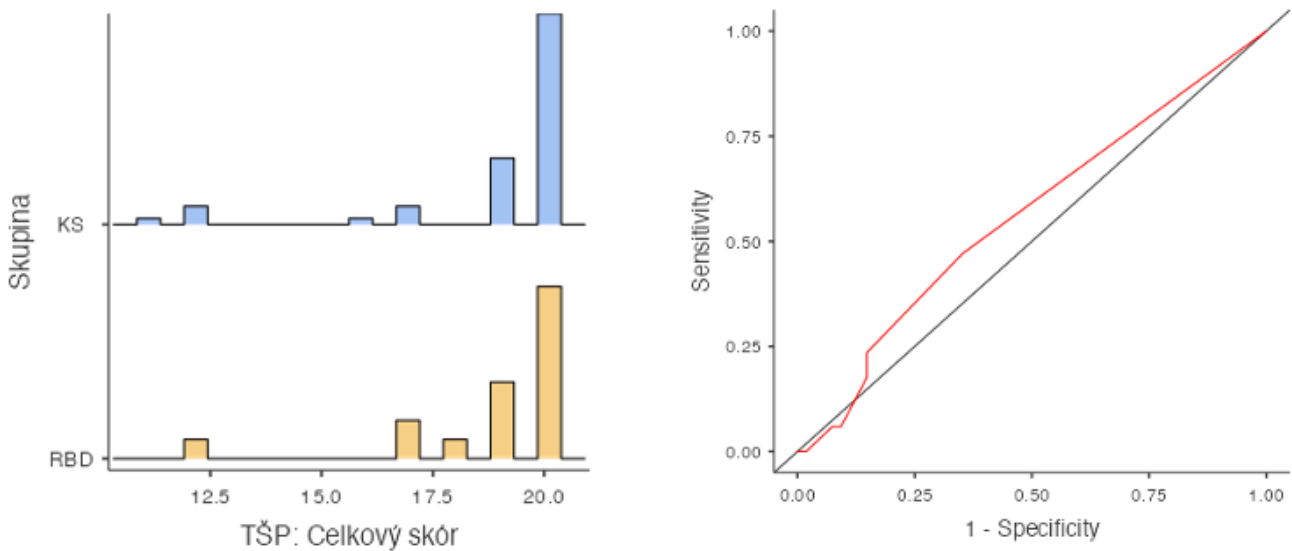 Skupina
KS
RBD
12.5 15.0 17.5 20.0
TŠP: Celkový skór
Sensitivity
1.00
0.75
0.50
0.25
0.00
0.00 0.25 0.50 0.75 1.00
1 - Specificity